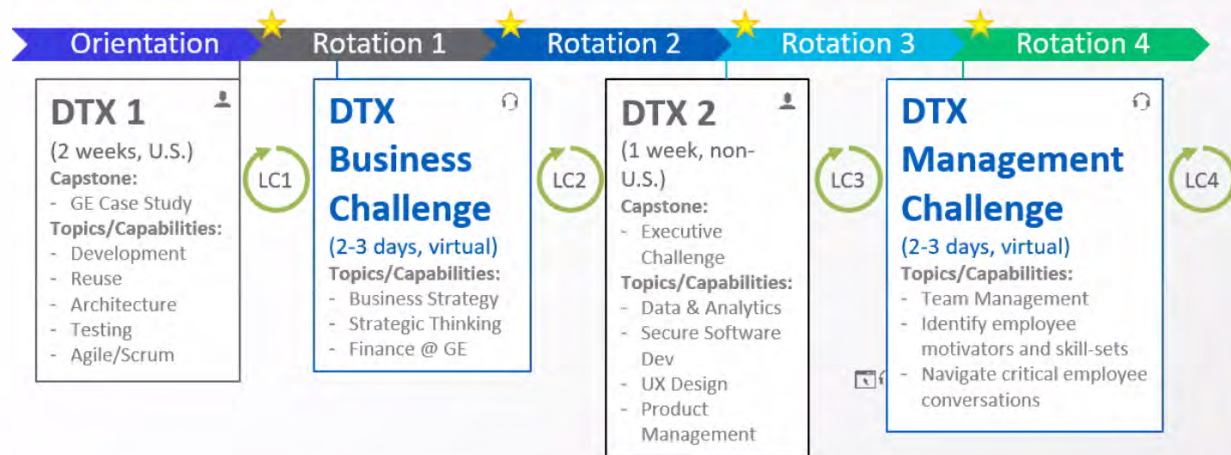 Orientation
Rotation 1
Rotation 2
Rotation 3
Rotation 4
DTX 1
(2 weeks, U.S.)
Capstone:
- GE Case Study
Topics/Capabilities:
- Development
- Reuse
- Architecture
- Testing
- Agile/Scrum
LC1
DTX
Business
Challenge
(2-3 days, virtual)
Topics/Capabilities:
- Business Strategy
- Strategic Thinking
- Finance @ GE
LC2
DTX 2
(1 week, non-
U.S.)
Capstone:
- Executive
Challenge
Topics/Capabilities:
- Data & Analytics
- Secure Software
Dev
- UX Design
- Product
Management
LC3
DTX
Management
Challenge
(2-3 days, virtual)
Topics/Capabilities:
- Team Management
- Identify employee
motivators and skill-sets
- Navigate critical employee
conversations
LC4